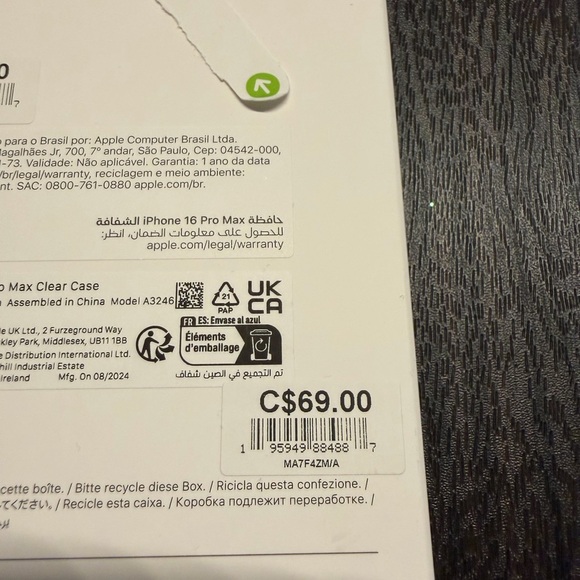 0
7
o para o Brasil por: Apple Computer Brasil Ltda.
agalhães Jr, 700, 7° andar, São Paulo, Cep: 04542-000,
-73. Validade: Não aplicável. Garantia: 1 ano da data
/br/legal/warranty, reciclagem e meio ambiente:
nt. SAC: 0800-761-0880 apple.com/br.
حافظة iPhone 16 Pro Max الشفافة
للحصول على معلومات الضمان، انظر:
apple.com/legal/warranty
o Max Clear Case
Assembled in China Model A3246
21
PAP
UK
CA
le UK Ltd., 2 Furzeground Way
kley Park, Middlesex, UB11 1BB
e Distribution International Ltd.
hill Industrial Estate
Ireland Mfg. On 08/2024
FR ES: Envase al azul
Éléments
d'emballage
تم التجميع في الصين شفاف
C$69.00
1 95949 88488 7
MA7F4ZM/A
cette boîte. / Bitte recycle diese Box. / Ricicla questa confezione. /
てください。/ Recicle esta caixa. / Коробка подлежит переработке. /